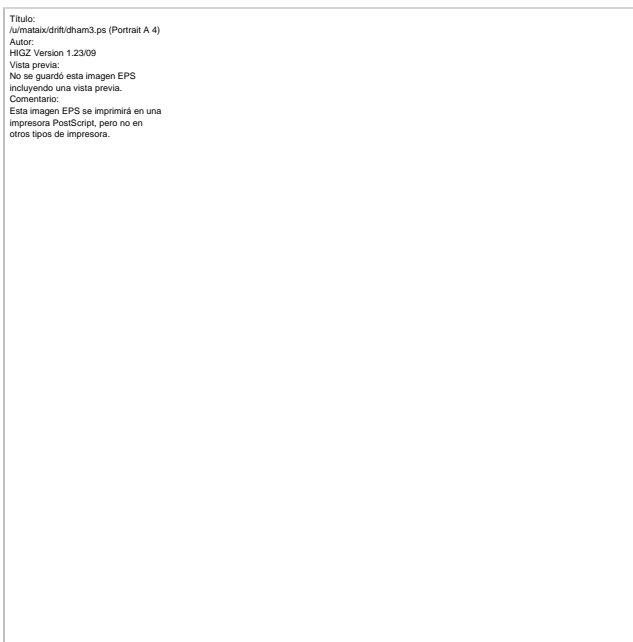 Título:
/u/mataix/drift/dham3.ps (Portrait A 4)
Autor:
HIGZ Version 1.23/09
Vista previa:
No se guardó esta imagen EPS
incluyendo una vista previa.
Comentario:
Esta imagen EPS se imprimirá en una
impresora PostScript, pero no en
otros tipos de impresora.